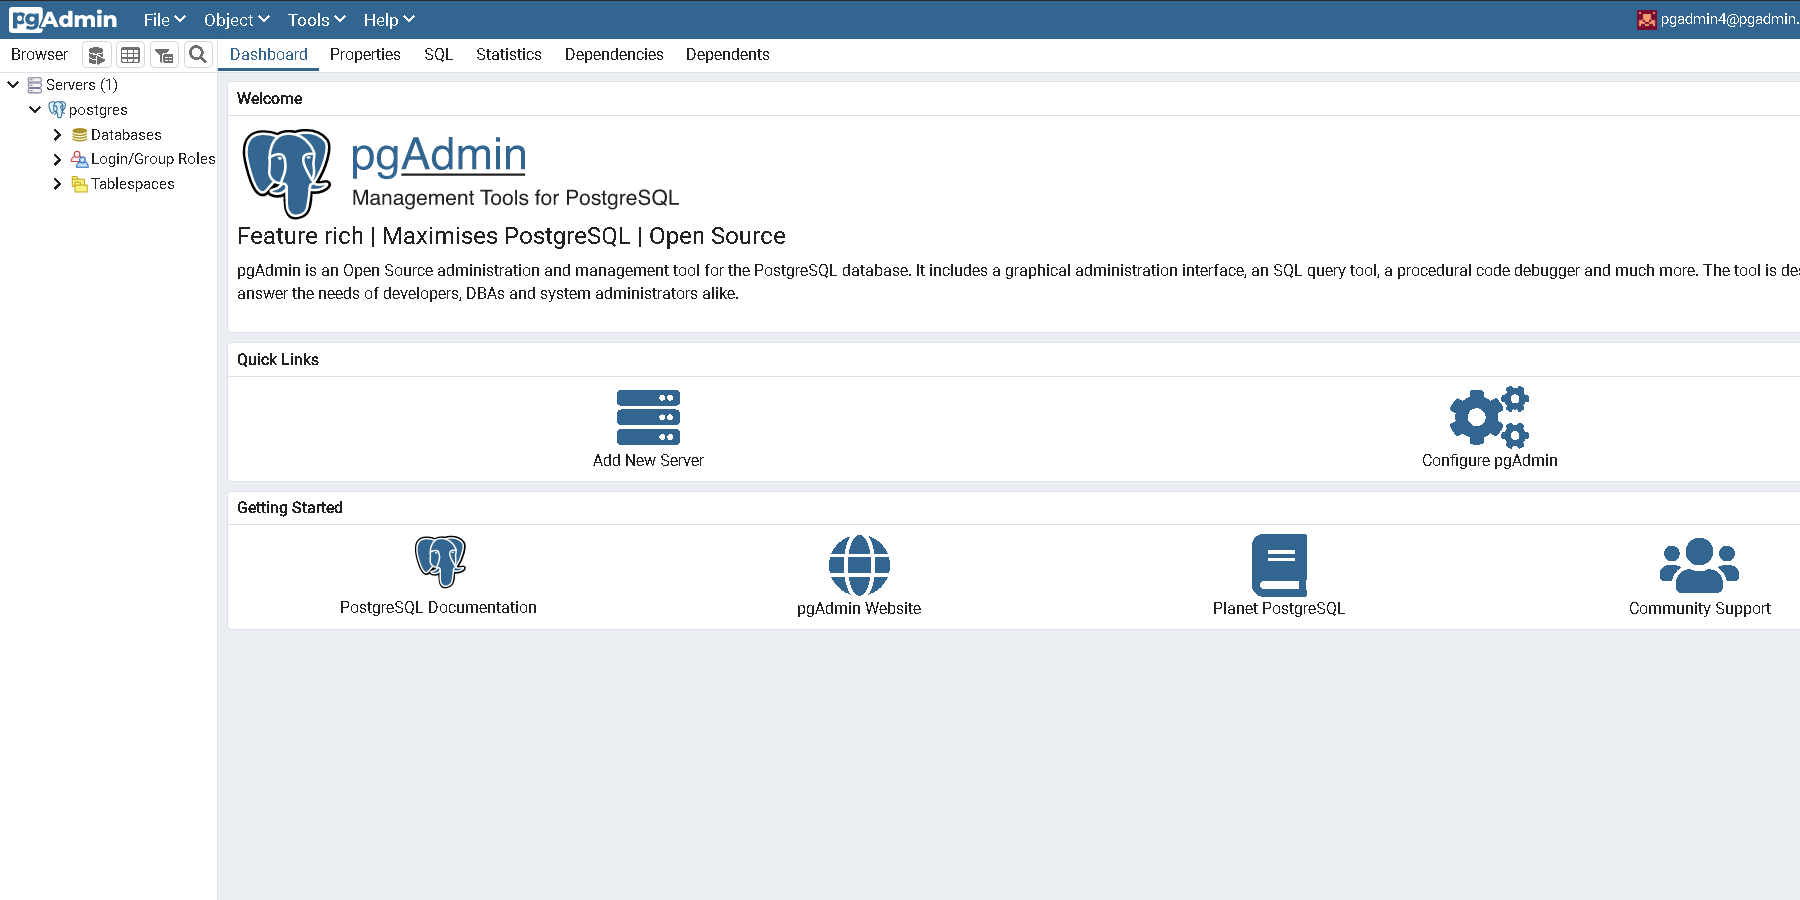 pgAdmin File Object Tools Help pgadmin4@pgadmin.
Browser Dashboard Properties SQL Statistics Dependencies Dependents
Servers (1)
postgres
Databases
Login/Group Roles
Tablespaces
Welcome
pgAdmin
Management Tools for PostgreSQL
Feature rich | Maximises PostgreSQL | Open Source
pgAdmin is an Open Source administration and management tool for the PostgreSQL database. It includes a graphical administration interface, an SQL query tool, a procedural code debugger and much more. The tool is des
answer the needs of developers, DBAs and system administrators alike.
Quick Links
Add New Server Configure pgAdmin
Getting Started
PostgreSQL Documentation pgAdmin Website Planet PostgreSQL Community Support